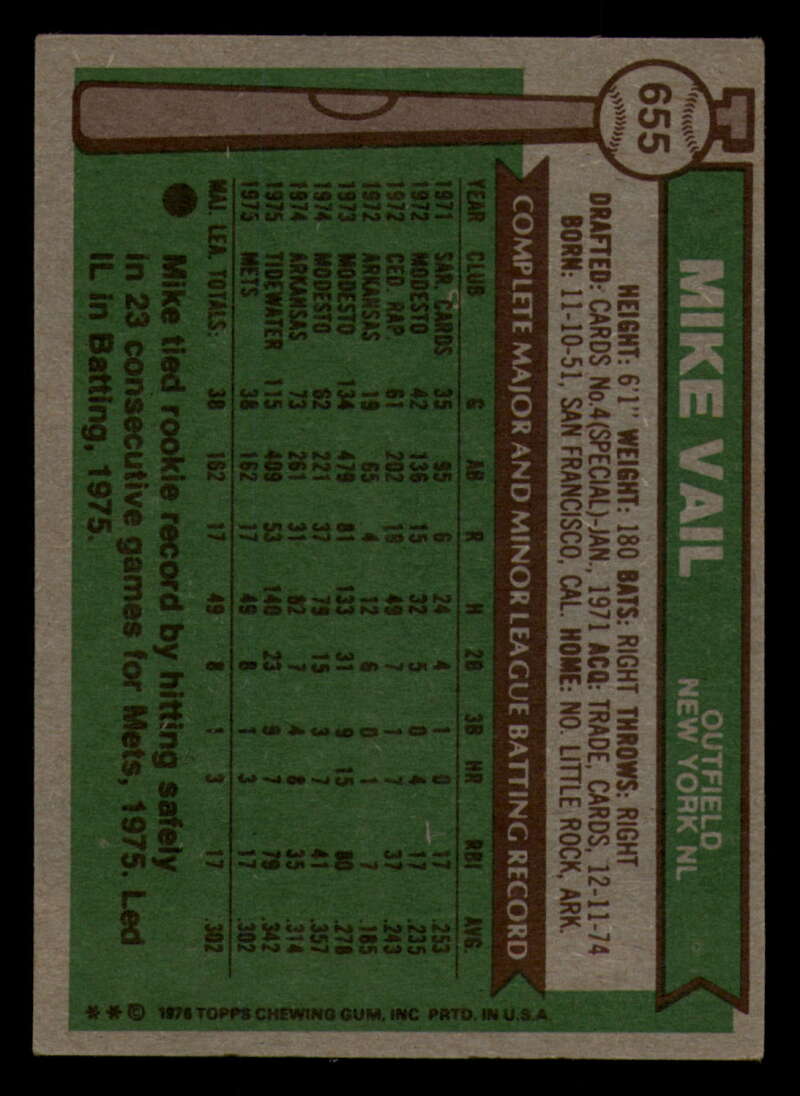 655
MIKE VAIL
OUTFIELD
NEW YORK NL
HEIGHT: 6'1" WEIGHT: 180 BATS: RIGHT THROWS: RIGHT
DRAFTED: CARDS No.4(SPECIAL)-JAN., 1971 ACQ: TRADE, CARDS, 12-11-74
BORN: 11-10-51, SAN FRANCISCO, CAL. HOME: NO. LITTLE ROCK, ARK.
COMPLETE MAJOR AND MINOR LEAGUE BATTING RECORD
YEAR CLUB G AB R H 2B 3B HR RBI AVG.
1971 SAR. CARDS 35 95 6 24 4 1 0 17 .253
1972 MODESTO 42 136 15 32 5 0 4 17 .235
1972 CED. RAP. 61 202 18 49 7 1 7 37 .243
1972 ARKANSAS 19 65 4 12 6 0 1 7 .185
1973 MODESTO 134 479 81 133 31 9 15 80 .278
1974 MODESTO 62 221 37 79 15 3 7 41 .357
1974 ARKANSAS 73 261 31 82 7 4 8 35 .314
1975 TIDEWATER 115 409 53 140 23 9 7 79 .342
1975 METS 38 162 17 49 8 1 3 17 .302
MAJ. LEA. TOTALS: 38 162 17 49 8 1 3 17 .302
Mike tied rookie record by hitting safely
in 23 consecutive games for Mets, 1975. Led
IL in Batting, 1975.
* * © 1976 TOPPS CHEWING GUM, INC PRTD. IN U.S.A.